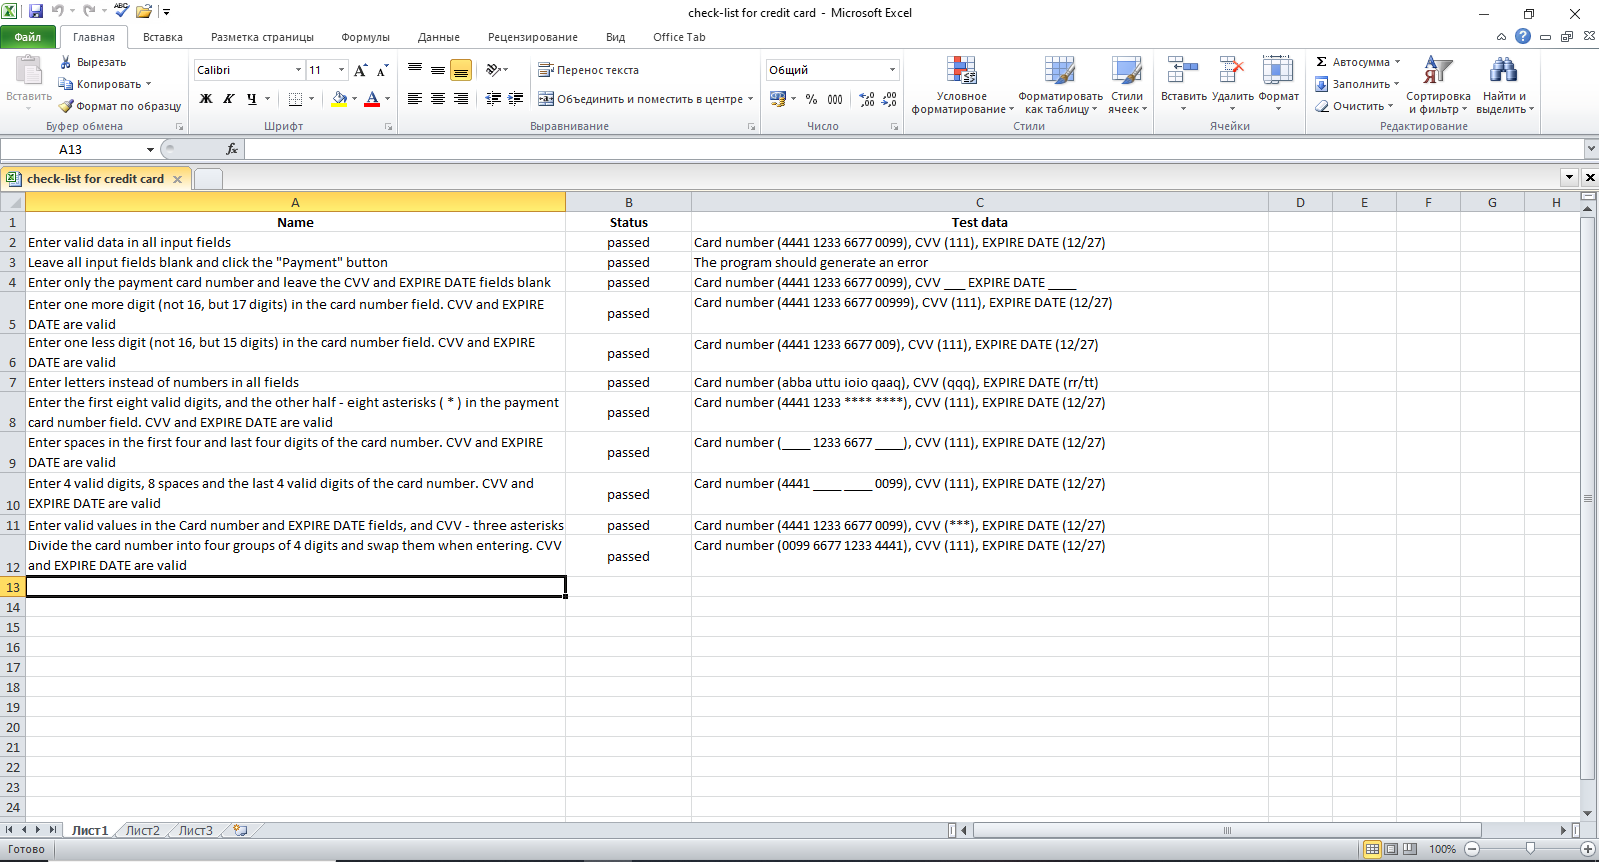 check-list for credit card - Microsoft Excel
Файл Главная Вставка Разметка страницы Формулы Данные Рецензирование Вид Office Tab
Вставить
Вырезать
Копировать
Формат по образцу
Буфер обмена
Calibri 11
Ж К Ч
Шрифт
Перенос текста
Объединить и поместить в центре
Выравнивание
Общий
% 000
Число
Условное форматирование
Форматировать как таблицу
Стили ячеек
Стили
Вставить Удалить Формат
Ячейки
Σ Автосумма
Заполнить
Очистить
Сортировка и фильтр
Найти и выделить
Редактирование
A13 fx
check-list for credit card
A B C D E F G H
1 Name Status Test data
2 Enter valid data in all input fields passed Card number (4441 1233 6677 0099), CVV (111), EXPIRE DATE (12/27)
3 Leave all input fields blank and click the "Payment" button passed The program should generate an error
4 Enter only the payment card number and leave the CVV and EXPIRE DATE fields blank passed Card number (4441 1233 6677 0099), CVV ___ EXPIRE DATE ____
Enter one more digit (not 16, but 17 digits) in the card number field. CVV and EXPIRE
5 DATE are valid passed Card number (4441 1233 6677 00999), CVV (111), EXPIRE DATE (12/27)
Enter one less digit (not 16, but 15 digits) in the card number field. CVV and EXPIRE
6 DATE are valid passed Card number (4441 1233 6677 009), CVV (111), EXPIRE DATE (12/27)
7 Enter letters instead of numbers in all fields passed Card number (abba uttu ioio qaaq), CVV (qqq), EXPIRE DATE (rr/tt)
Enter the first eight valid digits, and the other half - eight asterisks ( * ) in the payment
8 card number field. CVV and EXPIRE DATE are valid passed Card number (4441 1233 **** ****), CVV (111), EXPIRE DATE (12/27)
Enter spaces in the first four and last four digits of the card number. CVV and EXPIRE
9 DATE are valid passed Card number (____ 1233 6677 ____), CVV (111), EXPIRE DATE (12/27)
Enter 4 valid digits, 8 spaces and the last 4 valid digits of the card number. CVV and
10 EXPIRE DATE are valid passed Card number (4441 ____ ____ 0099), CVV (111), EXPIRE DATE (12/27)
11 Enter valid values in the Card number and EXPIRE DATE fields, and CVV - three asterisks passed Card number (4441 1233 6677 0099), CVV (***), EXPIRE DATE (12/27)
Divide the card number into four groups of 4 digits and swap them when entering. CVV
12 and EXPIRE DATE are valid passed Card number (0099 6677 1233 4441), CVV (111), EXPIRE DATE (12/27)
13
14
15
16
17
18
19
20
21
22
23
24
Лист1 Лист2 Лист3
Готово 100%